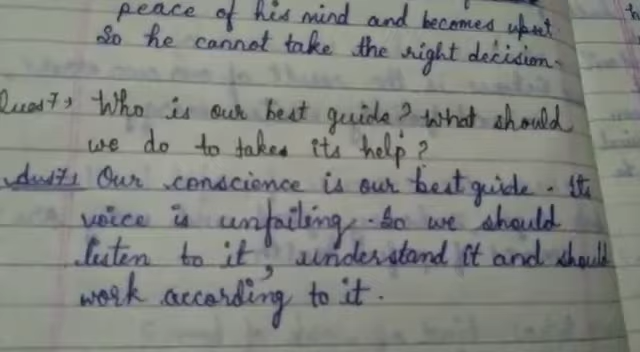 peace of his mind and becomes upset.
So he cannot take the right decision.
Ques7, Who is our best guide? What should
we do to take its help?
Ans7, Our conscience is our best guide. Its
voice is unfailing. So we should
listen to it, understand it and should
work according to it.